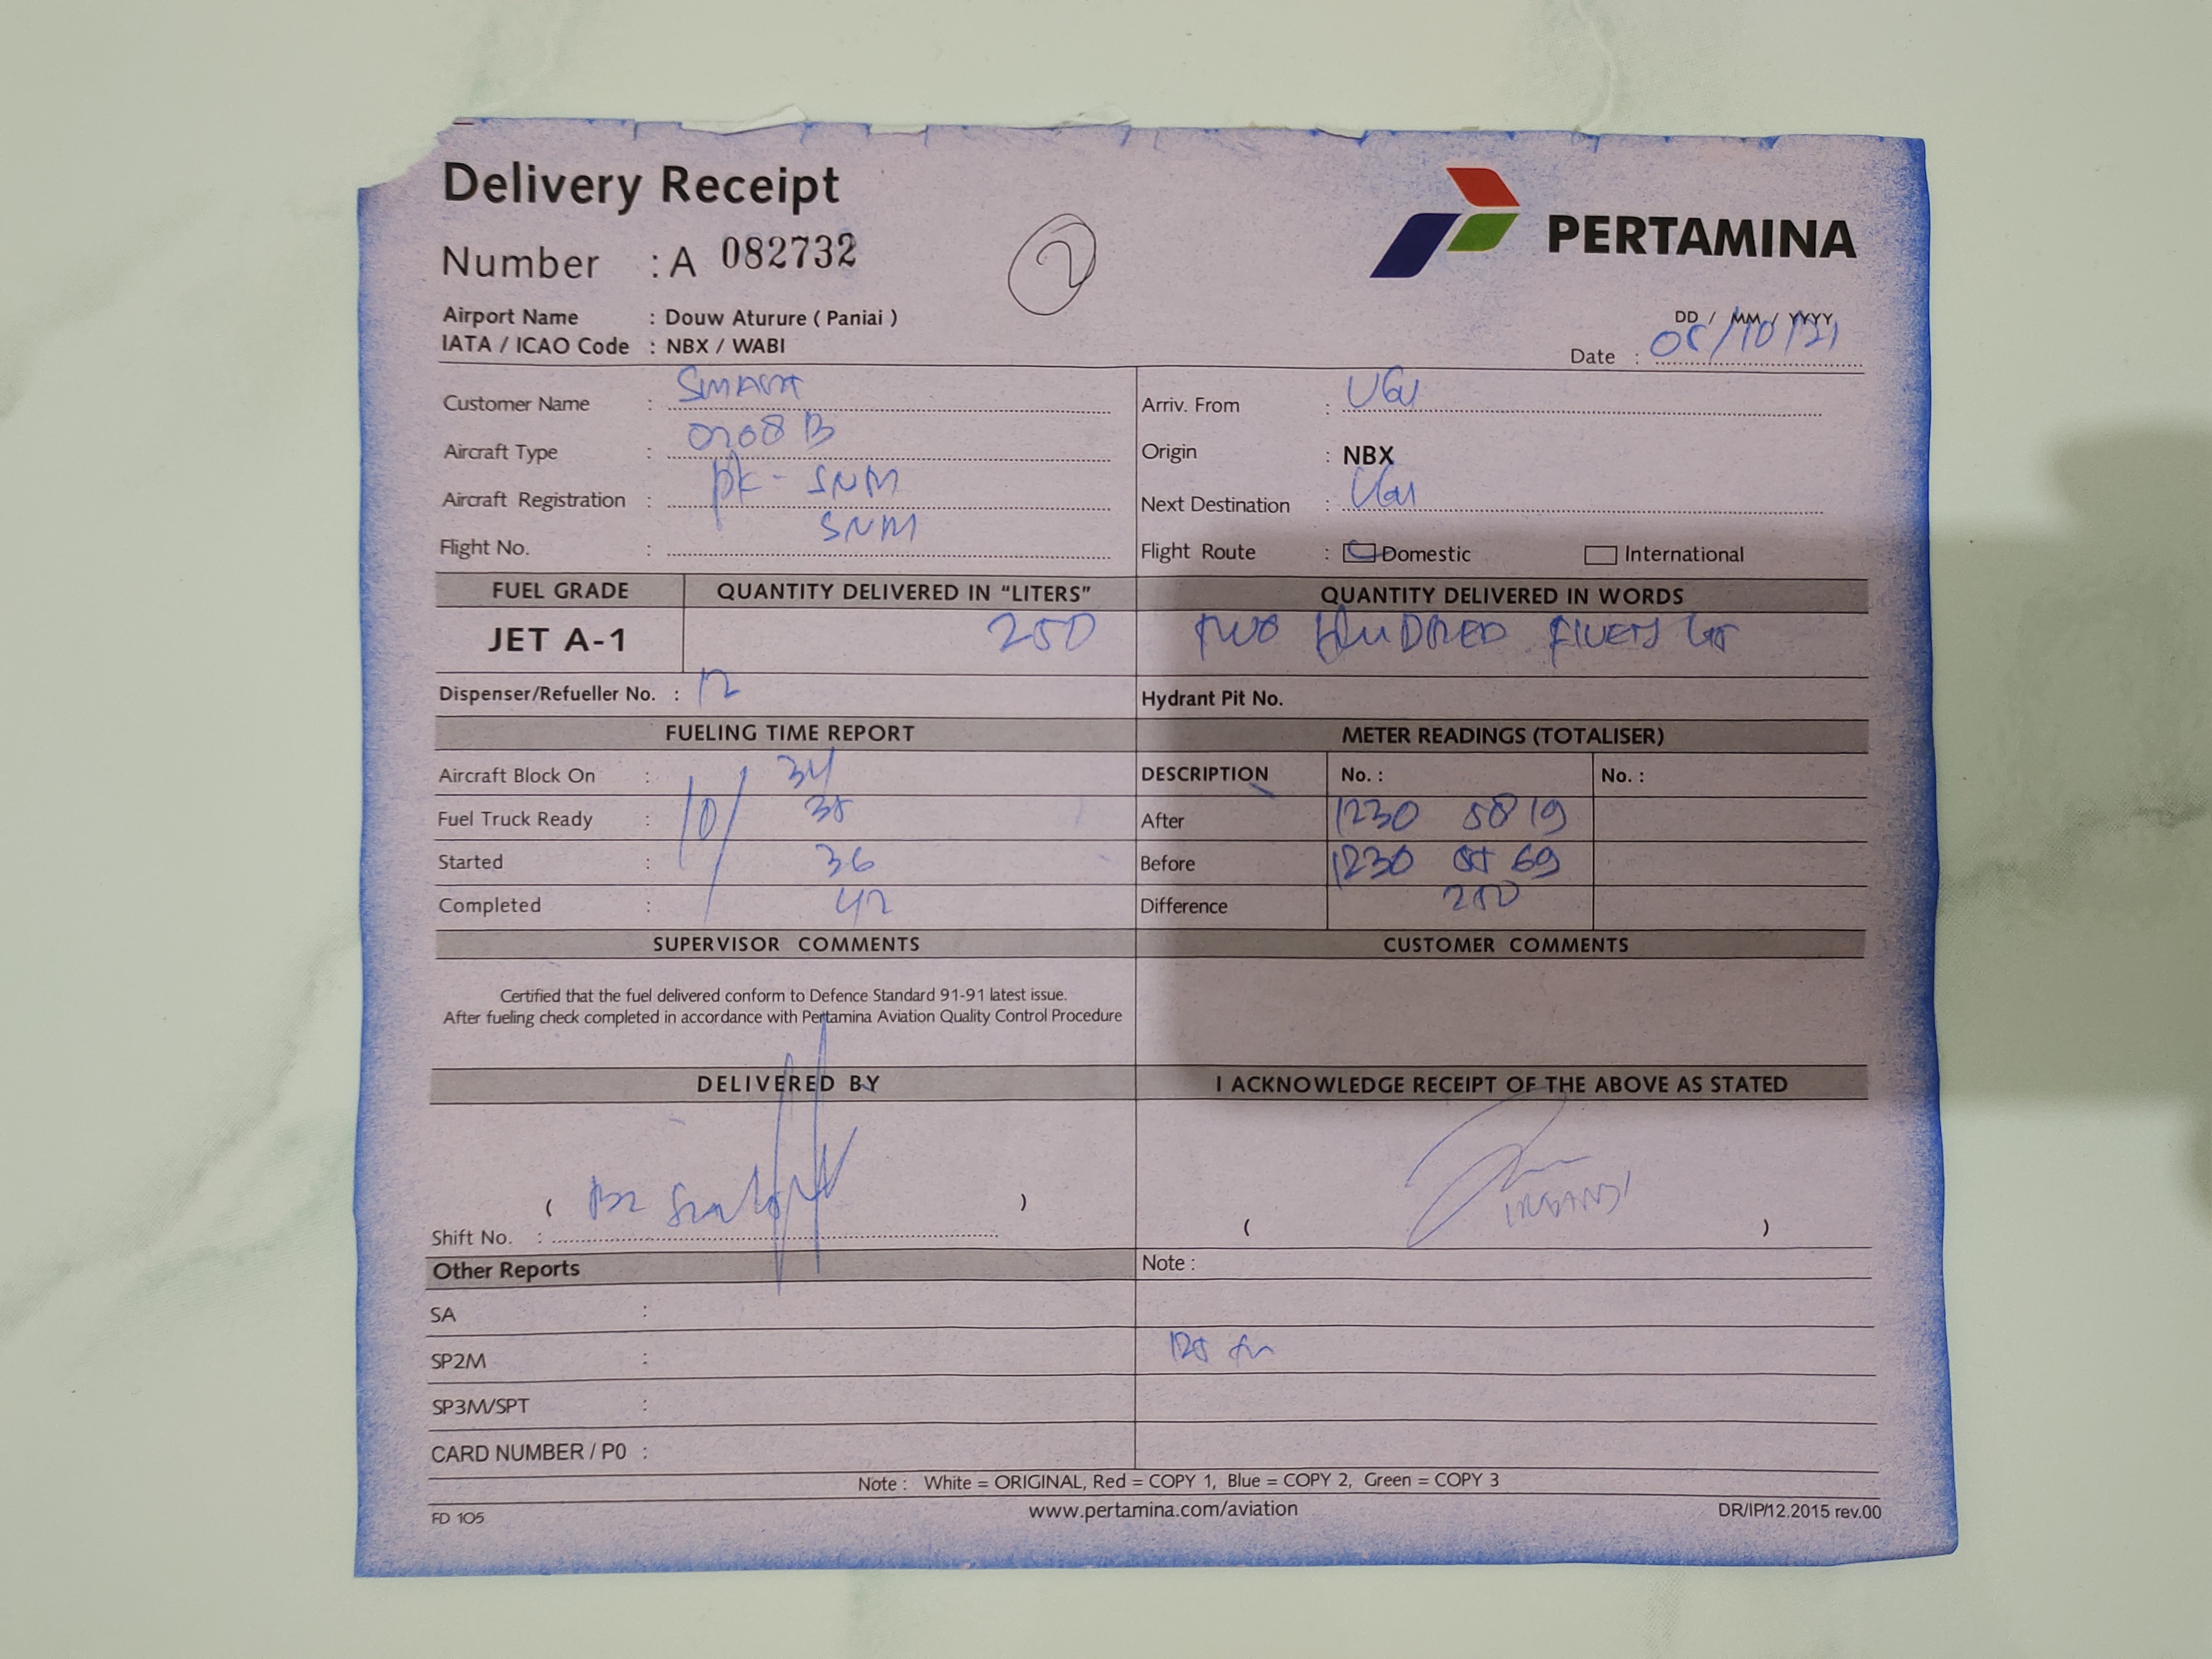 Delivery Receipt
Number : A 082732
2
PERTAMINA
Airport Name : Douw Aturure ( Paniai )
IATA / ICAO Code : NBX / WABI
DD / MM / YYYY
Date : /10/21
Customer Name : SMART
Arriv. From : UGU
Aircraft Type : C208 B
Origin : NBX
Aircraft Registration : PK - SNM
Next Destination : UGU
Flight No. : SNM
Flight Route : Domestic International
FUEL GRADE QUANTITY DELIVERED IN “LITERS” QUANTITY DELIVERED IN WORDS
JET A-1 250 TWO HUNDRED
Dispenser/Refueller No. : 12 Hydrant Pit No.
FUELING TIME REPORT METER READINGS (TOTALISER)
Aircraft Block On : 34 DESCRIPTION No. : No. :
Fuel Truck Ready : 10 35 After 1230 5819
Started : 36 Before 1230 69
Completed : 42 Difference 250
SUPERVISOR COMMENTS CUSTOMER COMMENTS
Certified that the fuel delivered conform to Defence Standard 91-91 latest issue.
After fueling check completed in accordance with Pertamina Aviation Quality Control Procedure
DELIVERED BY I ACKNOWLEDGE RECEIPT OF THE ABOVE AS STATED
( ) ( )
Shift No. :
Other Reports Note :
SA :
SP2M :
SP3M/SPT :
CARD NUMBER / P0 :
Note : White = ORIGINAL, Red = COPY 1, Blue = COPY 2, Green = COPY 3
FD 105 www.pertamina.com/aviation DR/IP/12.2015 rev.00